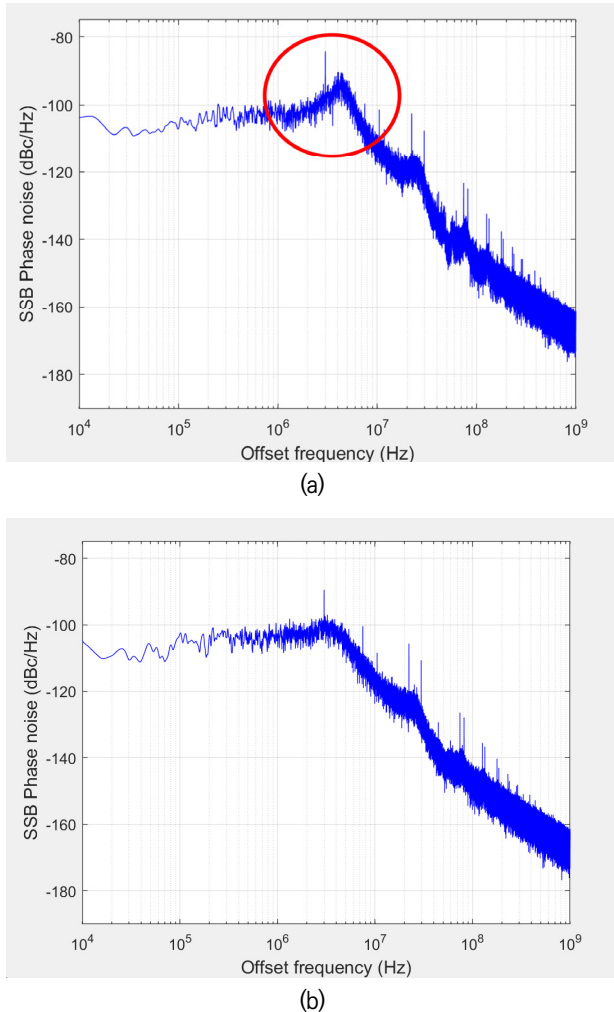 -80
-100
-120
-140
-160
-180
SSB Phase noise (dBc/Hz)
10^4 10^5 10^6 10^7 10^8 10^9
Offset frequency (Hz)
(a)
-80
-100
-120
-140
-160
-180
SSB Phase noise (dBc/Hz)
10^4 10^5 10^6 10^7 10^8 10^9
Offset frequency (Hz)
(b)